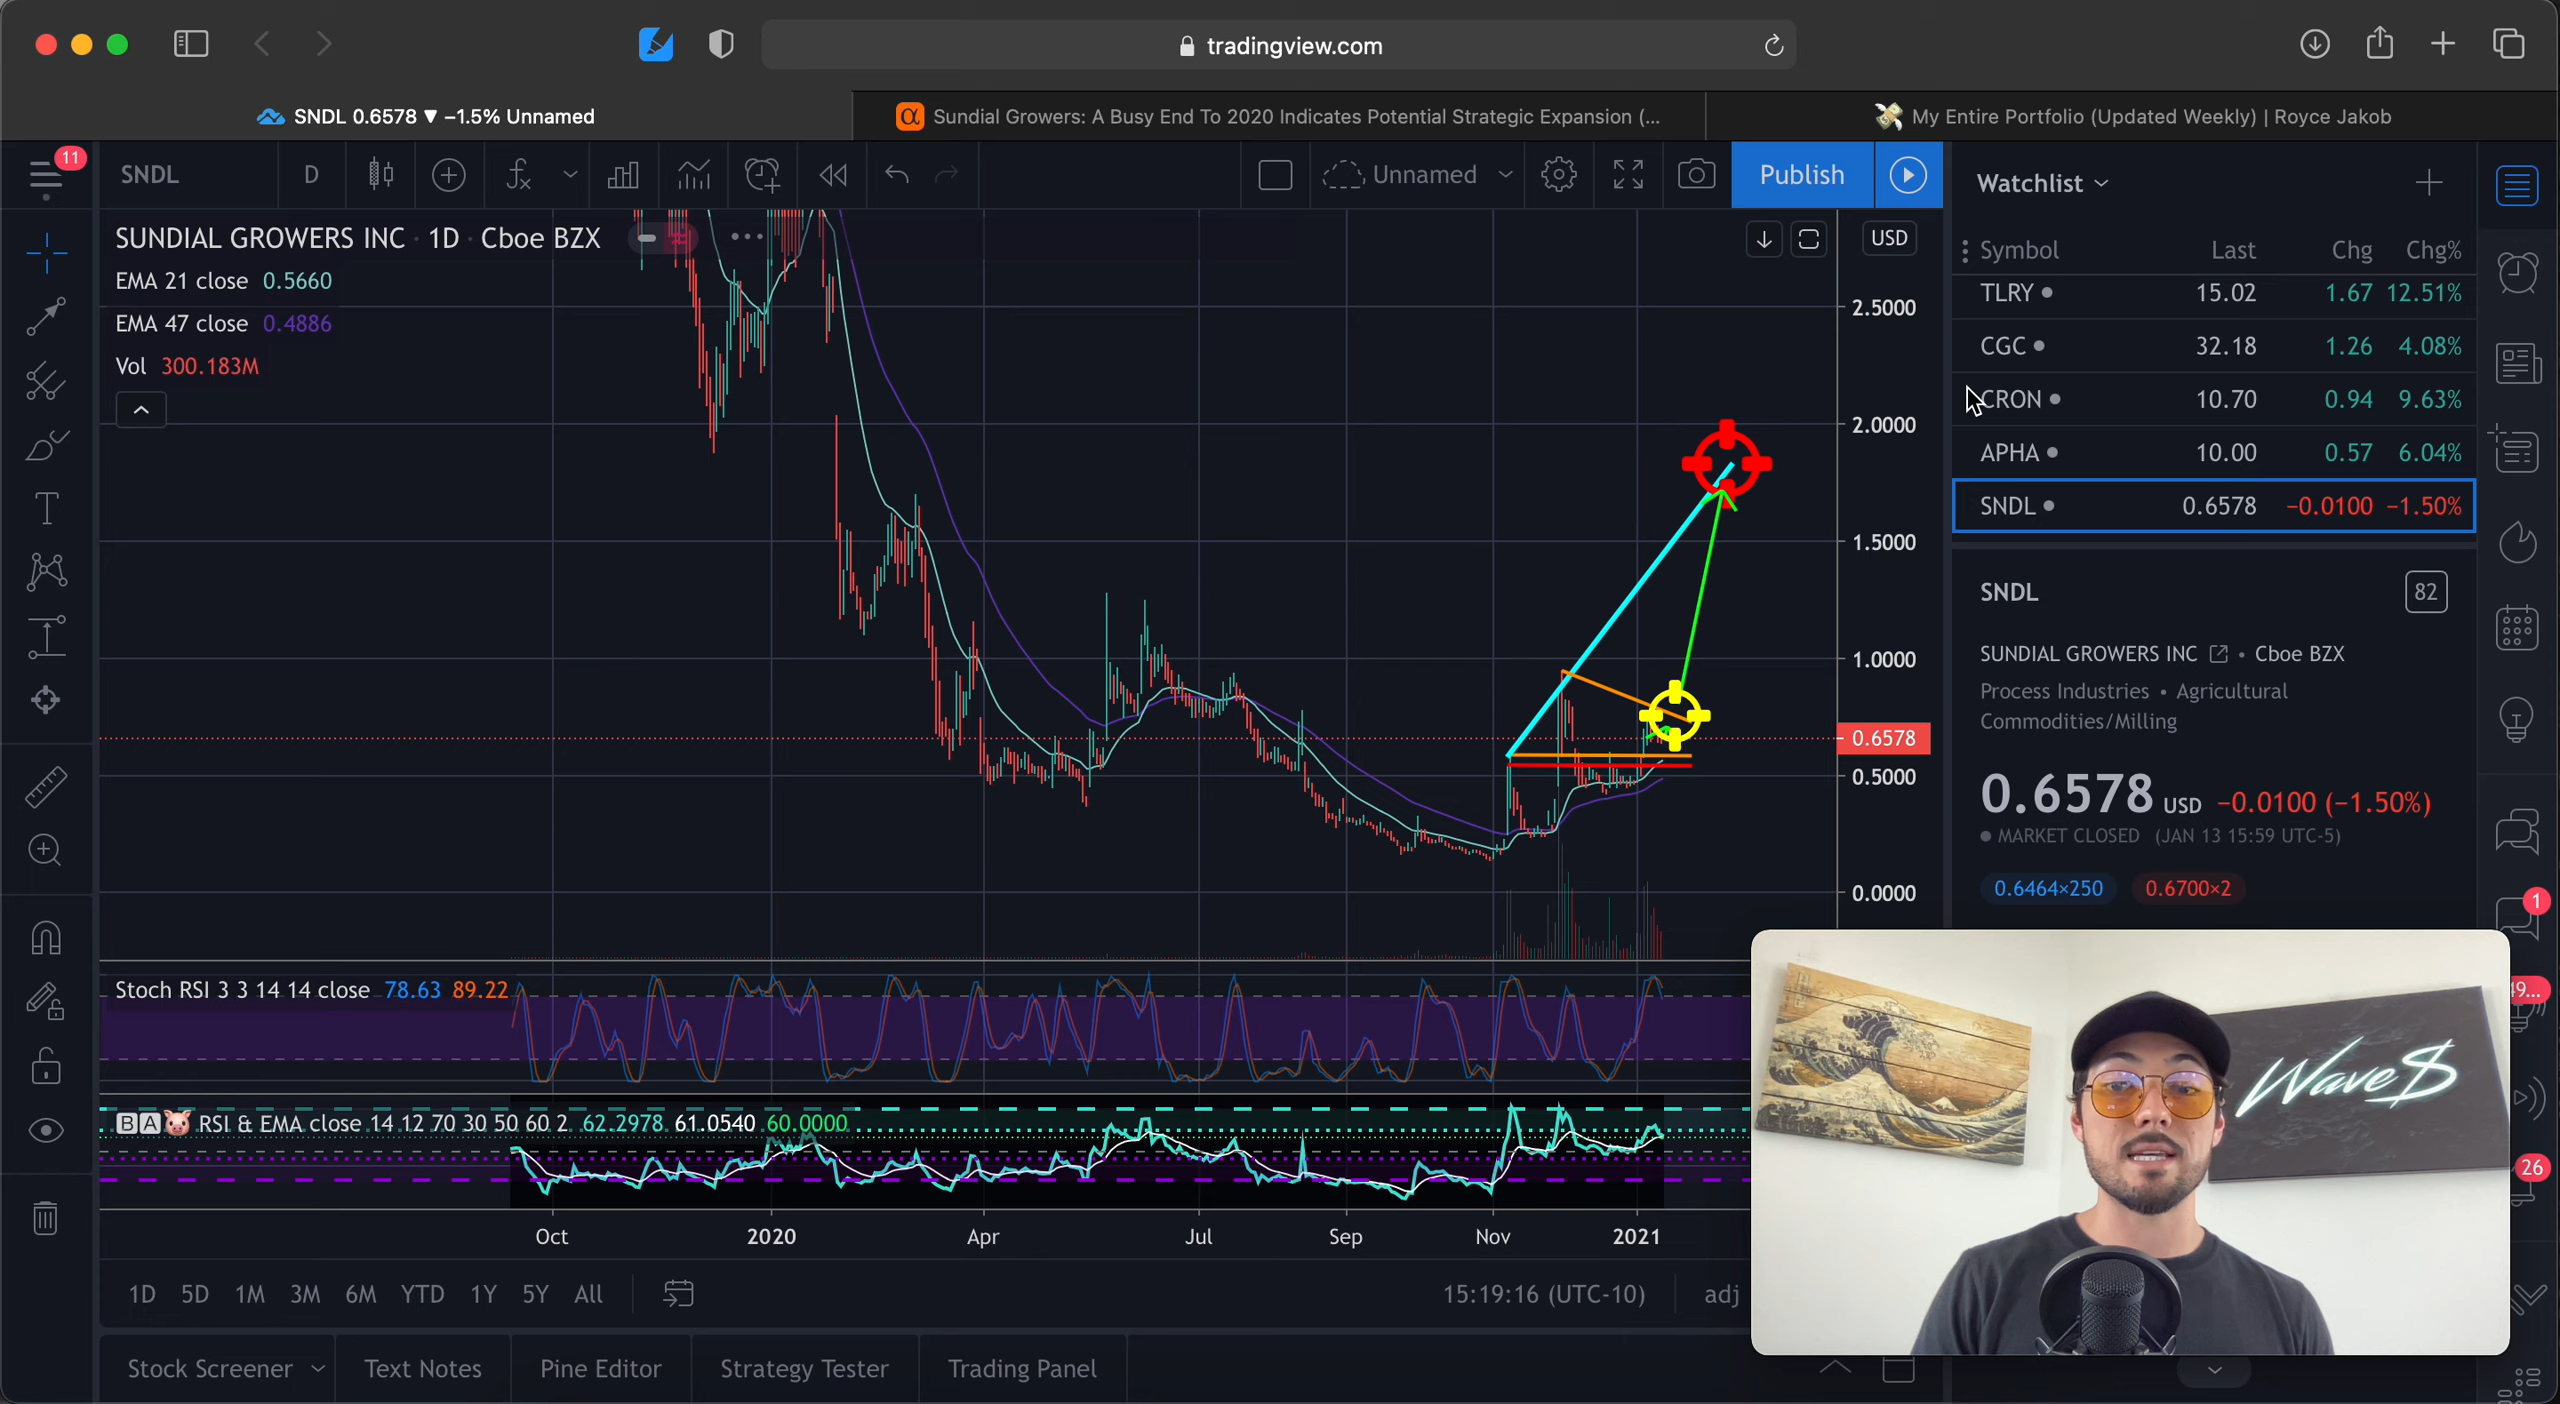 tradingview.com
SNDL 0.6578 ▼ −1.5% Unnamed
Sundial Growers: A Busy End To 2020 Indicates Potential Strategic Expansion (...
My Entire Portfolio (Updated Weekly) | Royce Jakob
11
SNDL
D
Unnamed
Publish
Watchlist
SUNDIAL GROWERS INC · 1D · Cboe BZX
USD
EMA 21 close 0.5660
EMA 47 close 0.4886
Vol 300.183M
2.5000
2.0000
1.5000
1.0000
0.6578
0.5000
0.0000
Symbol Last Chg Chg%
TLRY 15.02 1.67 12.51%
CGC 32.18 1.26 4.08%
CRON 10.70 0.94 9.63%
APHA 10.00 0.57 6.04%
SNDL 0.6578 −0.0100 −1.50%
SNDL
82
SUNDIAL GROWERS INC • Cboe BZX
Process Industries • Agricultural
Commodities/Milling
0.6578 USD −0.0100 (−1.50%)
MARKET CLOSED (JAN 13 15:59 UTC-5)
0.6464×250 0.6700×2
1
49...
26
Wave$
Stoch RSI 3 3 14 14 close 78.63 89.22
BA🐷 RSI & EMA close 14 12 70 30 50 60 2 62.2978 61.0540 60.0000
Oct 2020 Apr Jul Sep Nov 2021
1D 5D 1M 3M 6M YTD 1Y 5Y All
15:19:16 (UTC-10)
adj
Stock Screener
Text Notes
Pine Editor
Strategy Tester
Trading Panel